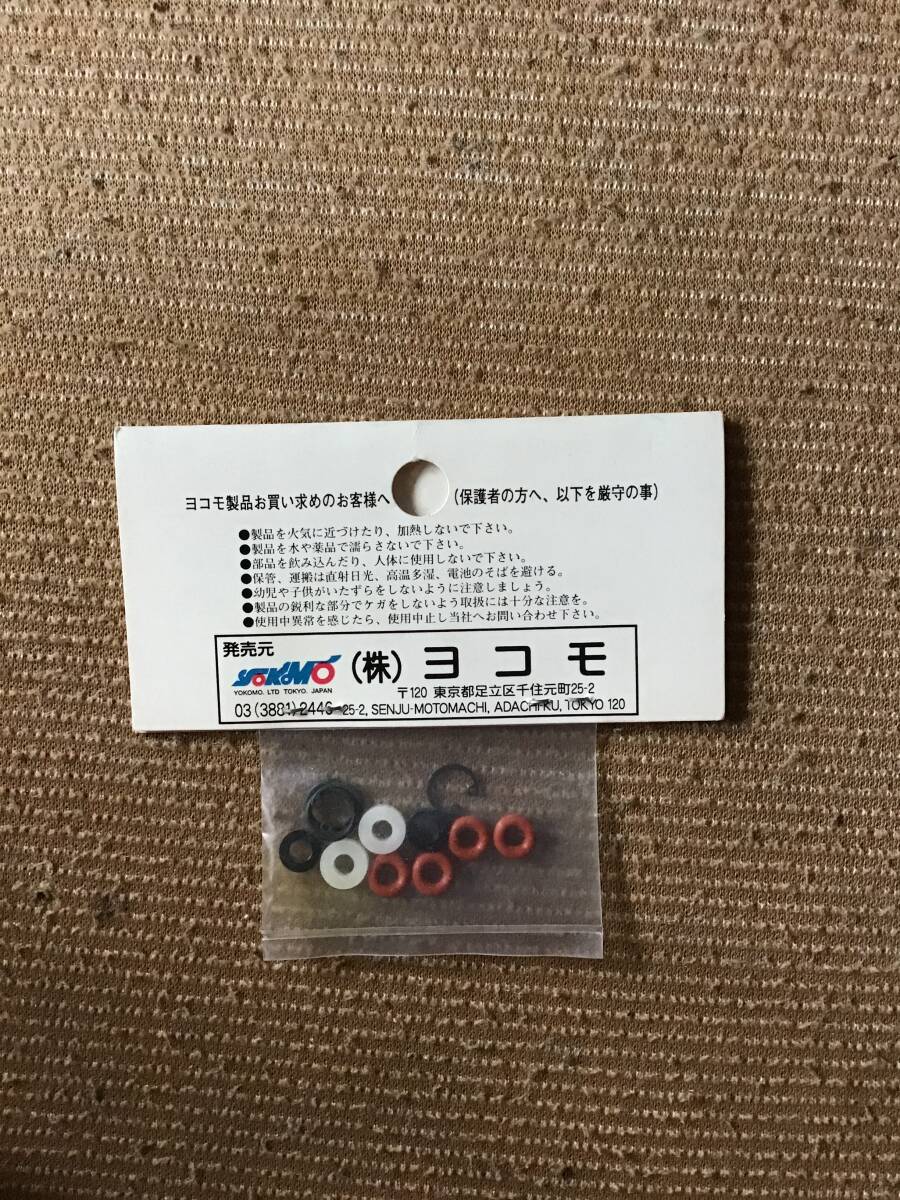 ヨコモ製品お買い求めのお客様へ (保護者の方へ、以下を厳守の事)
●製品を火気に近づけたり、加熱しないで下さい。
●製品を水や薬品で濡らさないで下さい。
●部品を飲み込んだり、人体に使用しないで下さい。
●保管、運搬は直射日光、高温多湿、電池のそばを避ける。
●幼児や子供がいたずらをしないように注意しましょう。
●製品の鋭利な部分でケガをしないよう取扱には十分な注意を。
●使用中異常を感じたら、使用中止し当社へお問い合わせ下さい。
発売元
YOKOMO (株) ヨコモ
YOKOMO. LTD TOKYO. JAPAN
〒120 東京都足立区千住元町25-2
03 (3881) 2446 25-2, SENJU-MOTOMACHI, ADACHI-KU, TOKYO 120